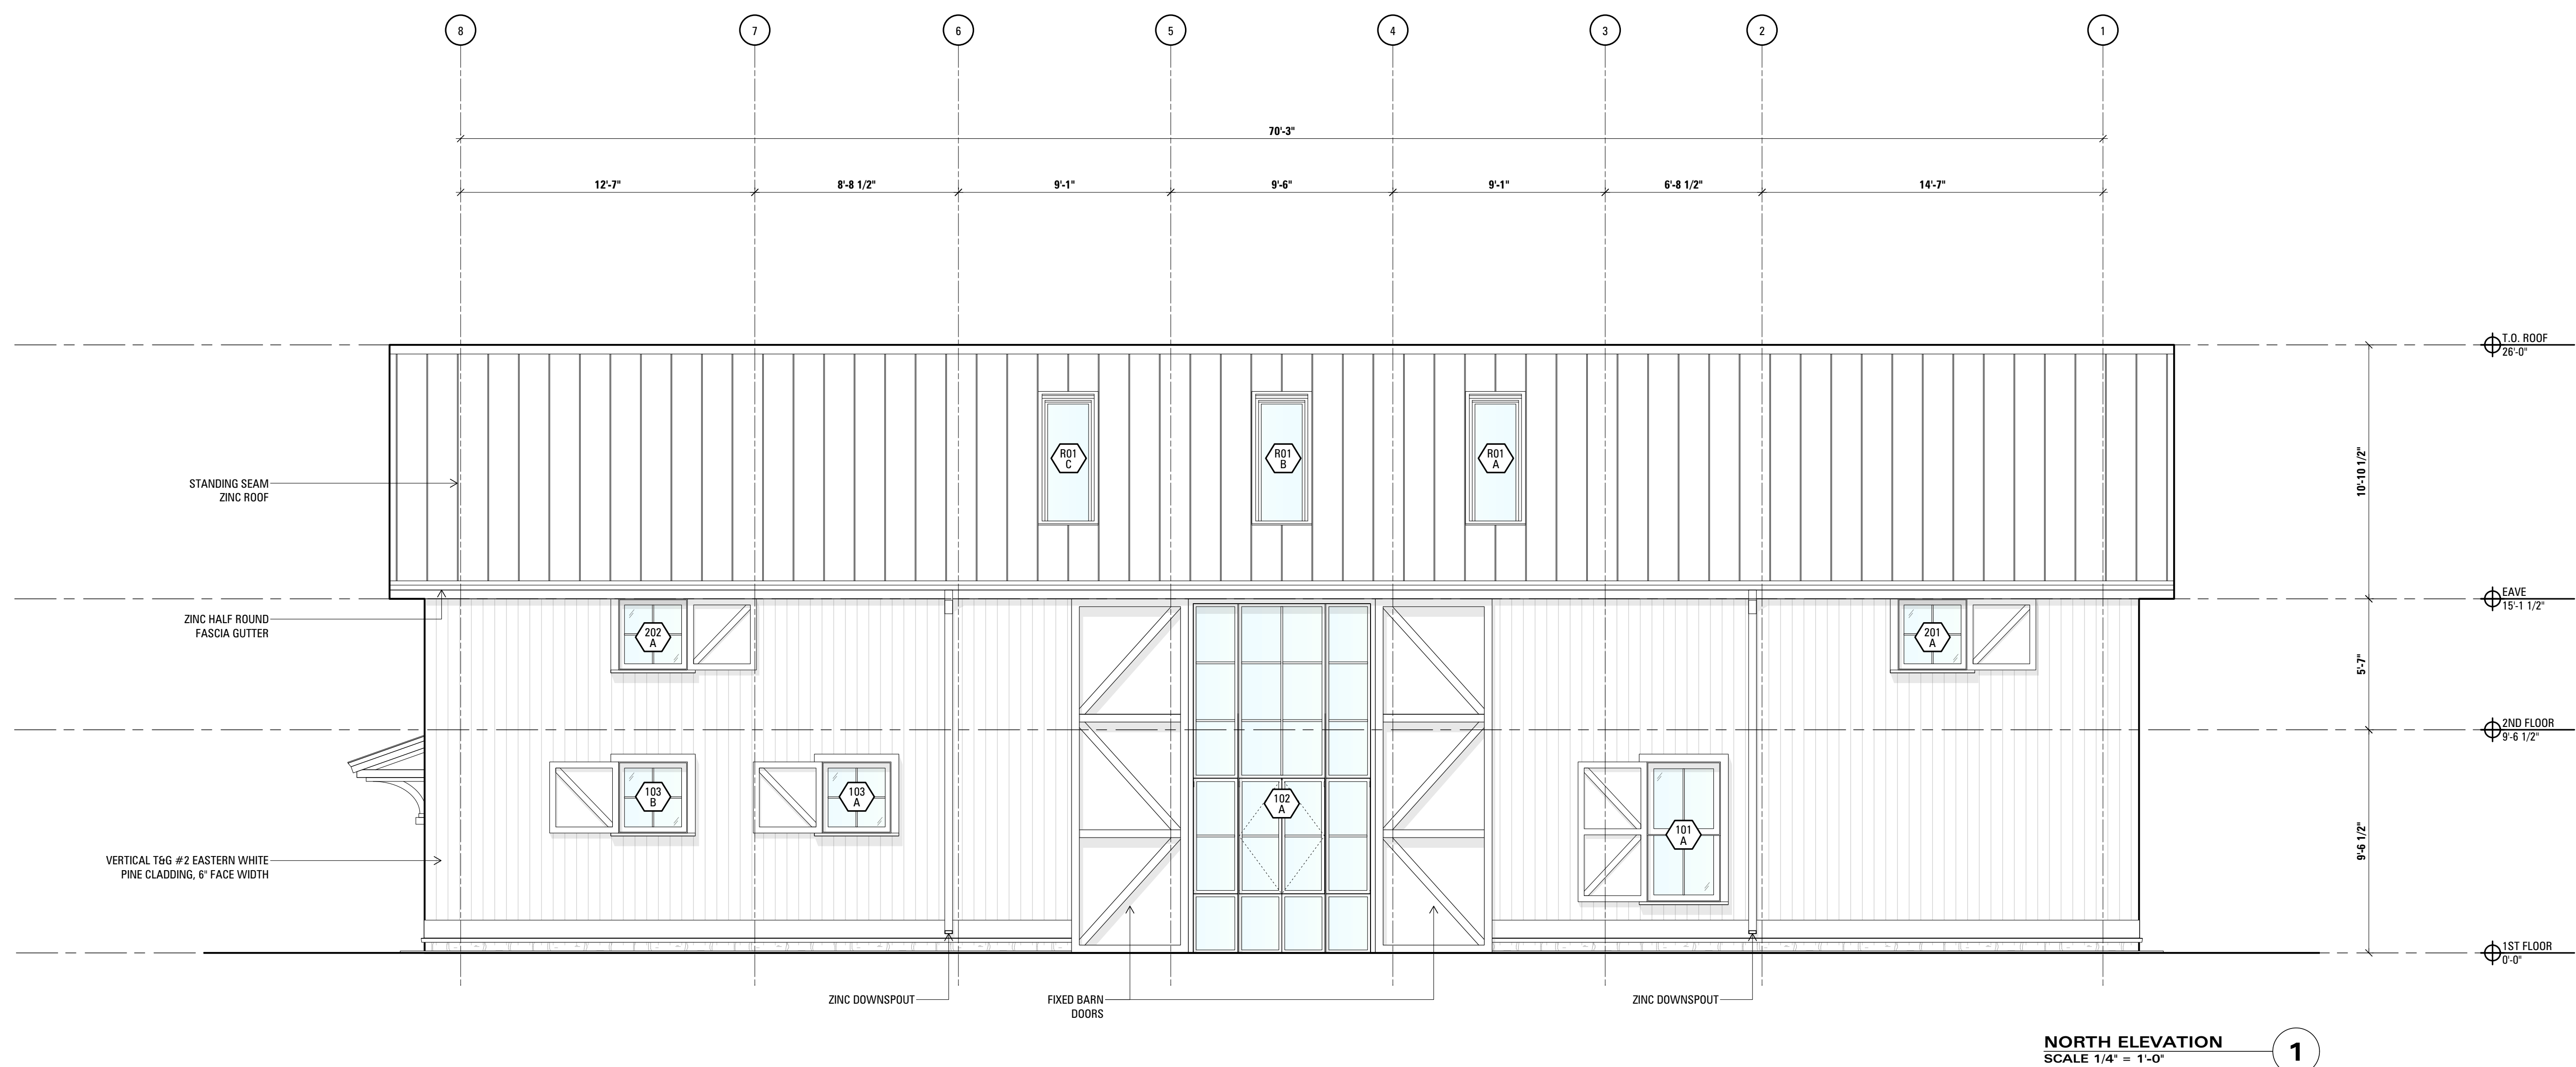 8 7 6 5 4 3 2 1
70'-3"
12'-7" 8'-8 1/2" 9'-1" 9'-6" 9'-1" 6'-8 1/2" 14'-7"
T.O. ROOF
26'-0"
R01
C
R01
B
R01
A
10'-10 1/2"
STANDING SEAM
ZINC ROOF
EAVE
15'-1 1/2"
ZINC HALF ROUND
FASCIA GUTTER
202
A
201
A
5'-7"
2ND FLOOR
9'-6 1/2"
103
B
103
A
102
A
101
A
9'-6 1/2"
VERTICAL T&G #2 EASTERN WHITE
PINE CLADDING, 6" FACE WIDTH
1ST FLOOR
0'-0"
ZINC DOWNSPOUT
FIXED BARN
DOORS
ZINC DOWNSPOUT
NORTH ELEVATION
SCALE 1/4" = 1'-0"
1